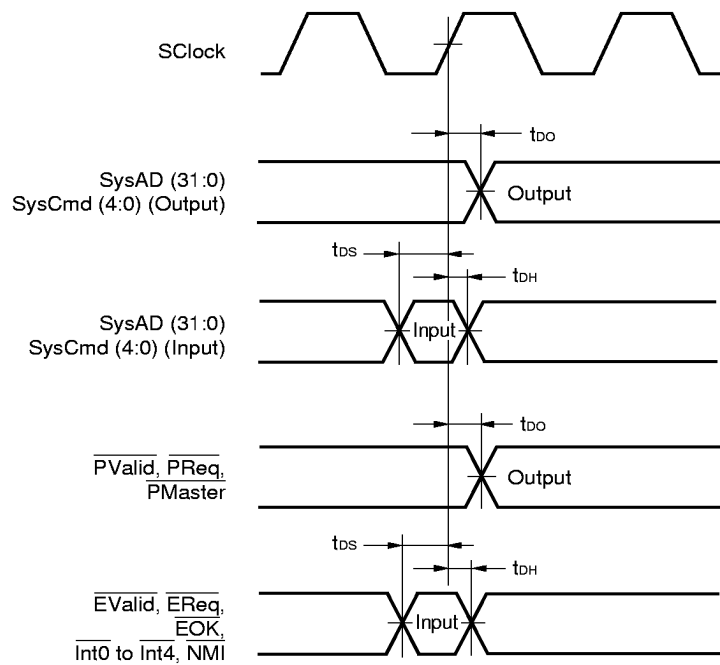 SClock
tDO
SysAD (31:0)
SysCmd (4:0) (Output)
Output
tDS
tDH
SysAD (31:0)
SysCmd (4:0) (Input)
Input
tDO
PValid, PReq,
PMaster
Output
tDS
tDH
EValid, EReq,
EOK,
Int0 to Int4, NMI
Input